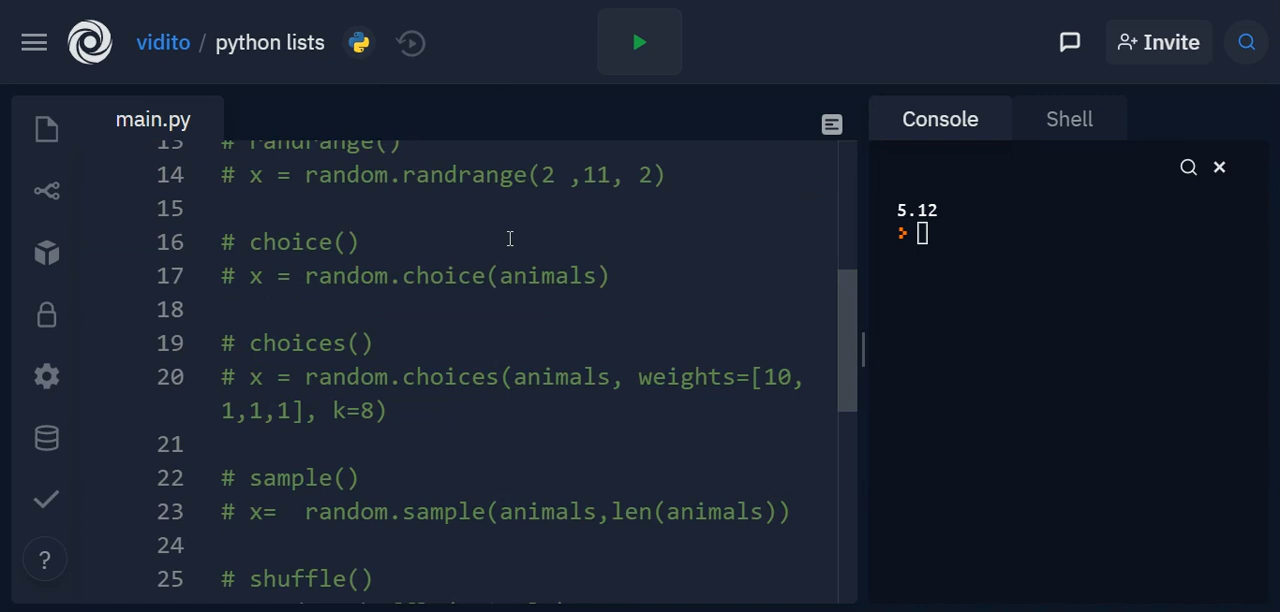 vidito / python lists
Invite
main.py
Console
Shell
13 # randrange()
14 # x = random.randrange(2 ,11, 2)
15
16 # choice()
17 # x = random.choice(animals)
18
19 # choices()
20 # x = random.choices(animals, weights=[10,
1,1,1], k=8)
21
22 # sample()
23 # x=  random.sample(animals,len(animals))
24
25 # shuffle()
5.12
?